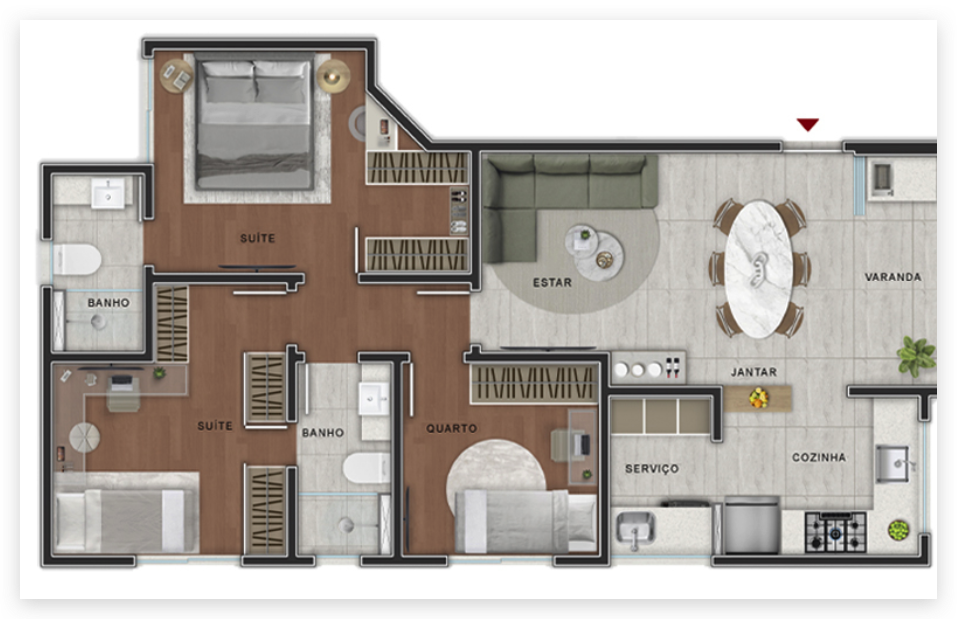 SUÍTE
ESTAR
VARANDA
BANHO
JANTAR
SUÍTE
BANHO
QUARTO
SERVIÇO
COZINHA